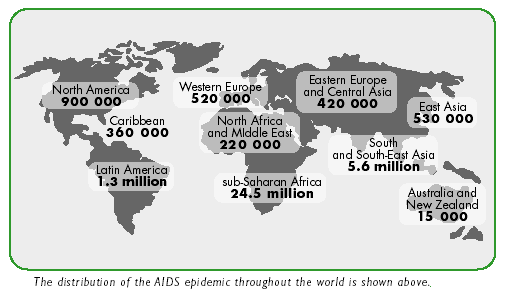 North America
900 000
Caribbean
360 000
Latin America
1.3 million
Western Europe
520 000
North Africa
and Middle East
220 000
sub-Saharan Africa
24.5 million
Eastern Europe
and Central Asia
420 000
East Asia
530 000
South
and South-East Asia
5.6 million
Australia and
New Zealand
15 000
The distribution of the AIDS epidemic throughout the world is shown above.